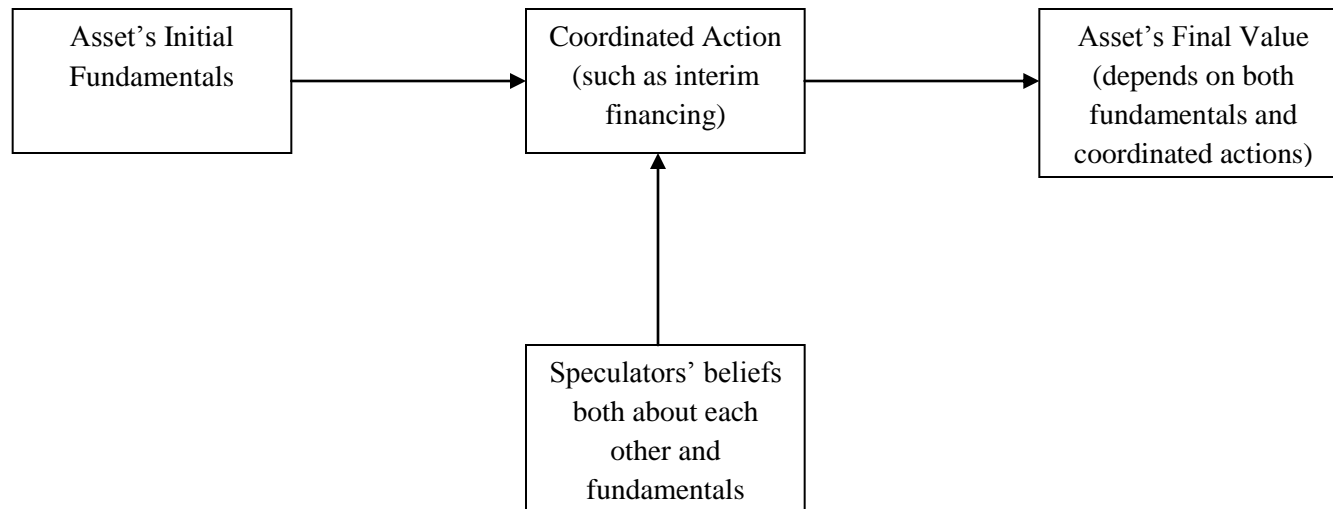 Asset’s Initial
Fundamentals
Coordinated Action
(such as interim
financing)
Asset’s Final Value
(depends on both
fundamentals and
coordinated actions)
Speculators’ beliefs
both about each
other and
fundamentals